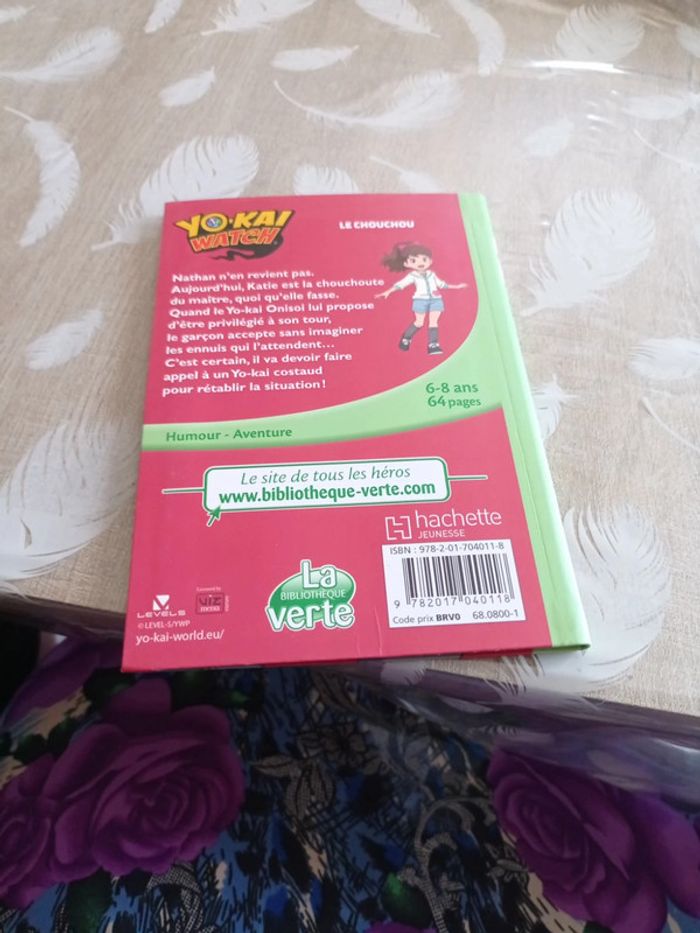 YO-KAI
WATCH
LE CHOUCHOU
Nathan n'en revient pas.
Aujourd'hui, Katie est la chouchoute
du maître, quoi qu'elle fasse.
Quand le Yo-kai Onisoi lui propose
d'être privilégié à son tour,
le garçon accepte sans imaginer
les ennuis qui l'attendent...
C'est certain, il va devoir faire
appel à un Yo-kai costaud
pour rétablir la situation !
6-8 ans
64 pages
Humour - Aventure
Le site de tous les héros
www.bibliotheque-verte.com
hachette
JEUNESSE
ISBN : 978-2-01-704011-8
9 782017 040118
Code prix BRV0 68.0800-1
La
BIBLIOTHÈQUE
verte
LEVEL5
© LEVEL-5/YWP
yo-kai-world.eu/
Licensed by
VIZ
media